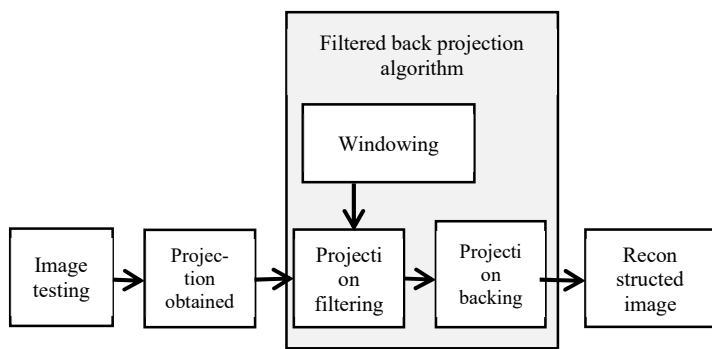 Filtered back projection
algorithm
Windowing
Image
testing
Projec-
tion
obtained
Projecti
on
filtering
Projecti
on
backing
Recon
structed
image